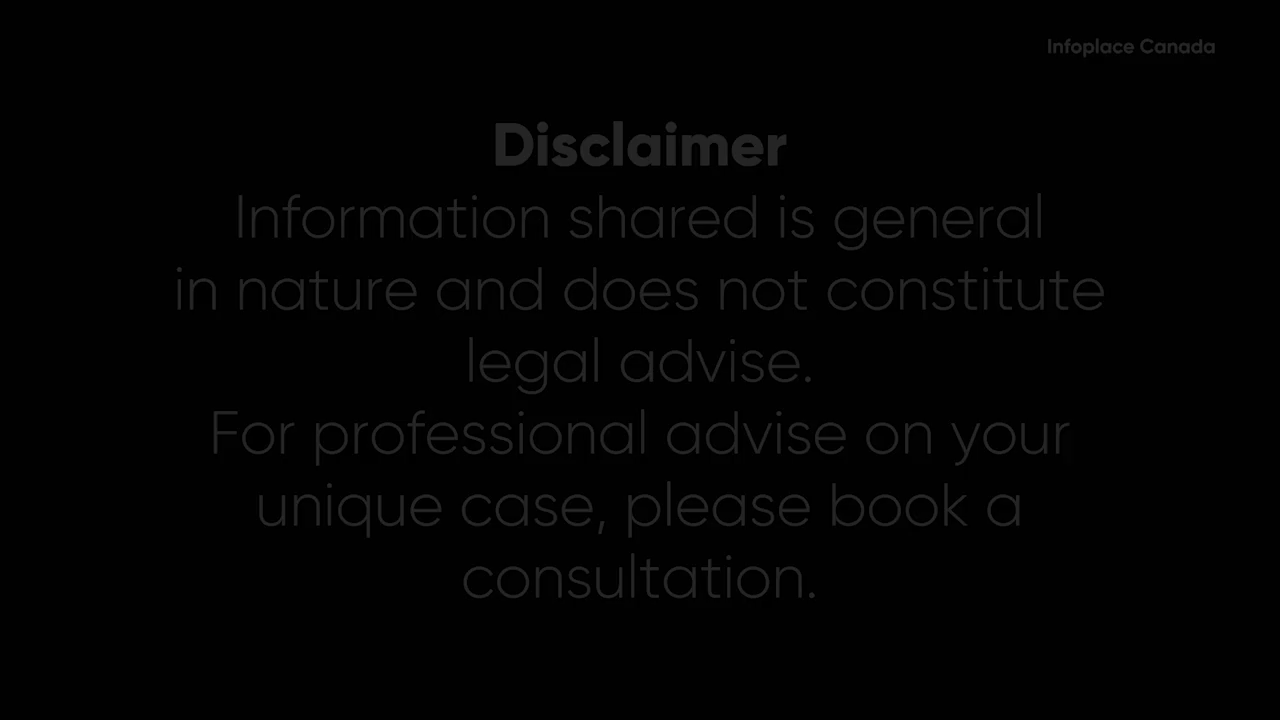 Infoplace Canada
Disclaimer
Information shared is general
in nature and does not constitute
legal advise.
For professional advise on your
unique case, please book a
consultation.